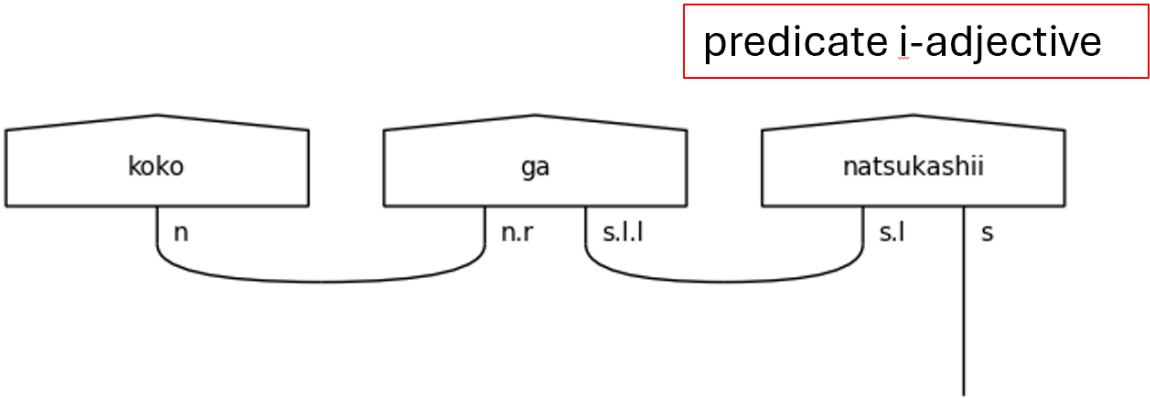 predicate i-adjective
koko ga natsukashii
n n.r s.l.l s.l s